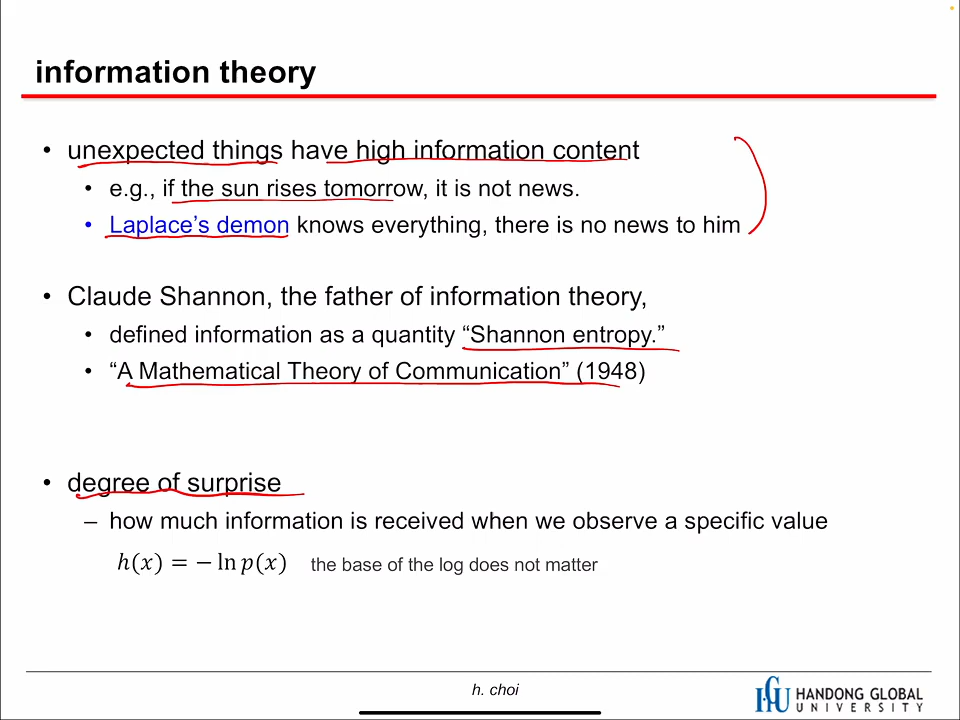 information theory
• unexpected things have high information content
• e.g., if the sun rises tomorrow, it is not news.
• Laplace’s demon knows everything, there is no news to him
• Claude Shannon, the father of information theory,
• defined information as a quantity “Shannon entropy.”
• “A Mathematical Theory of Communication” (1948)
• degree of surprise
– how much information is received when we observe a specific value
h(x) = − ln p(x) the base of the log does not matter
h. choi
HGU HANDONG GLOBAL
UNIVERSITY